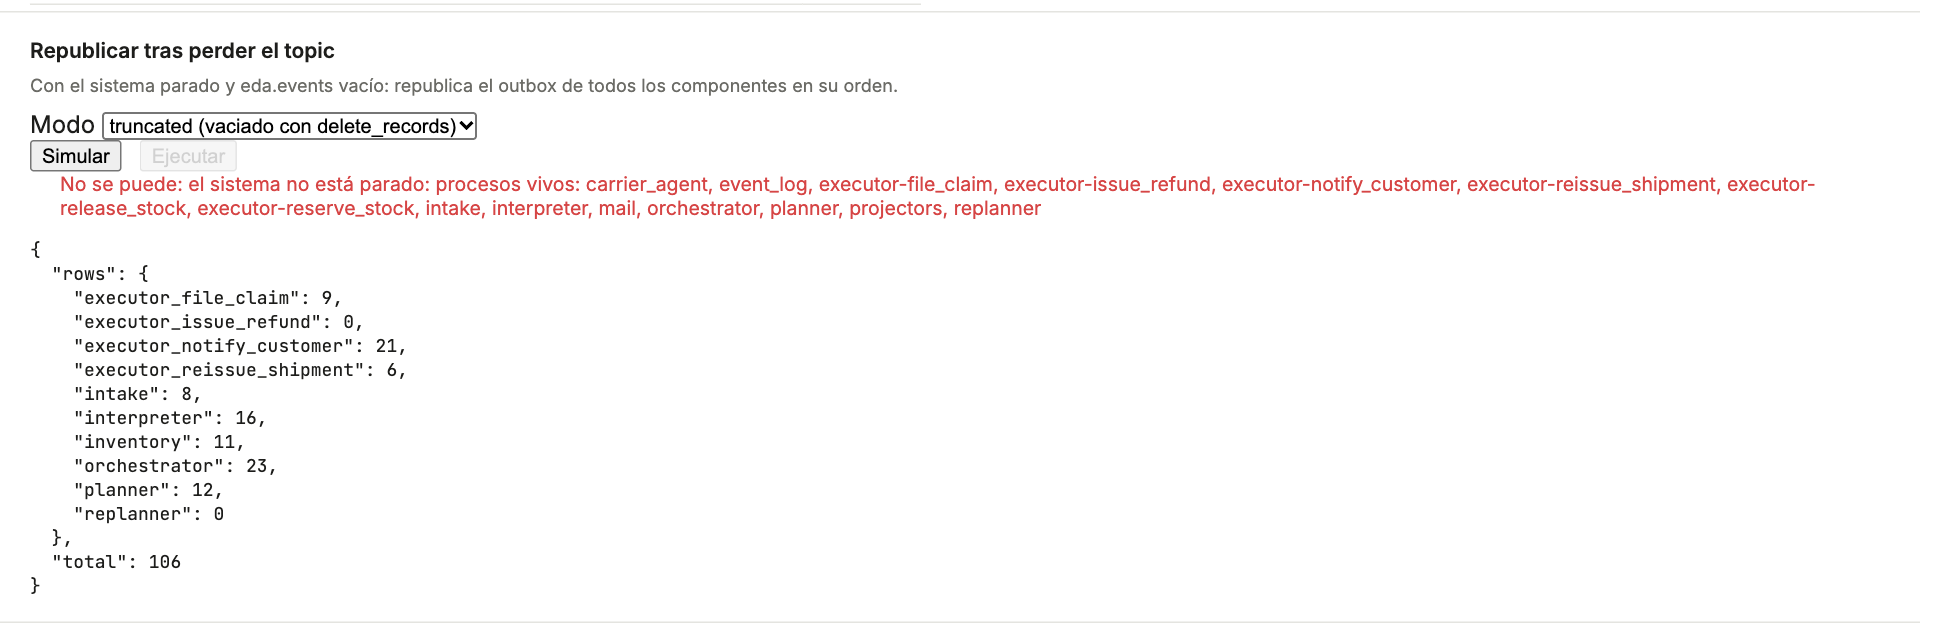 Republicar tras perder el topic
Con el sistema parado y eda.events vacío: republica el outbox de todos los componentes en su orden.
Modo truncated (vaciado con delete_records)
Simular Ejecutar
No se puede: el sistema no está parado: procesos vivos: carrier_agent, event_log, executor-file_claim, executor-issue_refund, executor-notify_customer, executor-reissue_shipment, executor-
release_stock, executor-reserve_stock, intake, interpreter, mail, orchestrator, planner, projectors, replanner
{
  "rows": {
    "executor_file_claim": 9,
    "executor_issue_refund": 0,
    "executor_notify_customer": 21,
    "executor_reissue_shipment": 6,
    "intake": 8,
    "interpreter": 16,
    "inventory": 11,
    "orchestrator": 23,
    "planner": 12,
    "replanner": 0
  },
  "total": 106
}